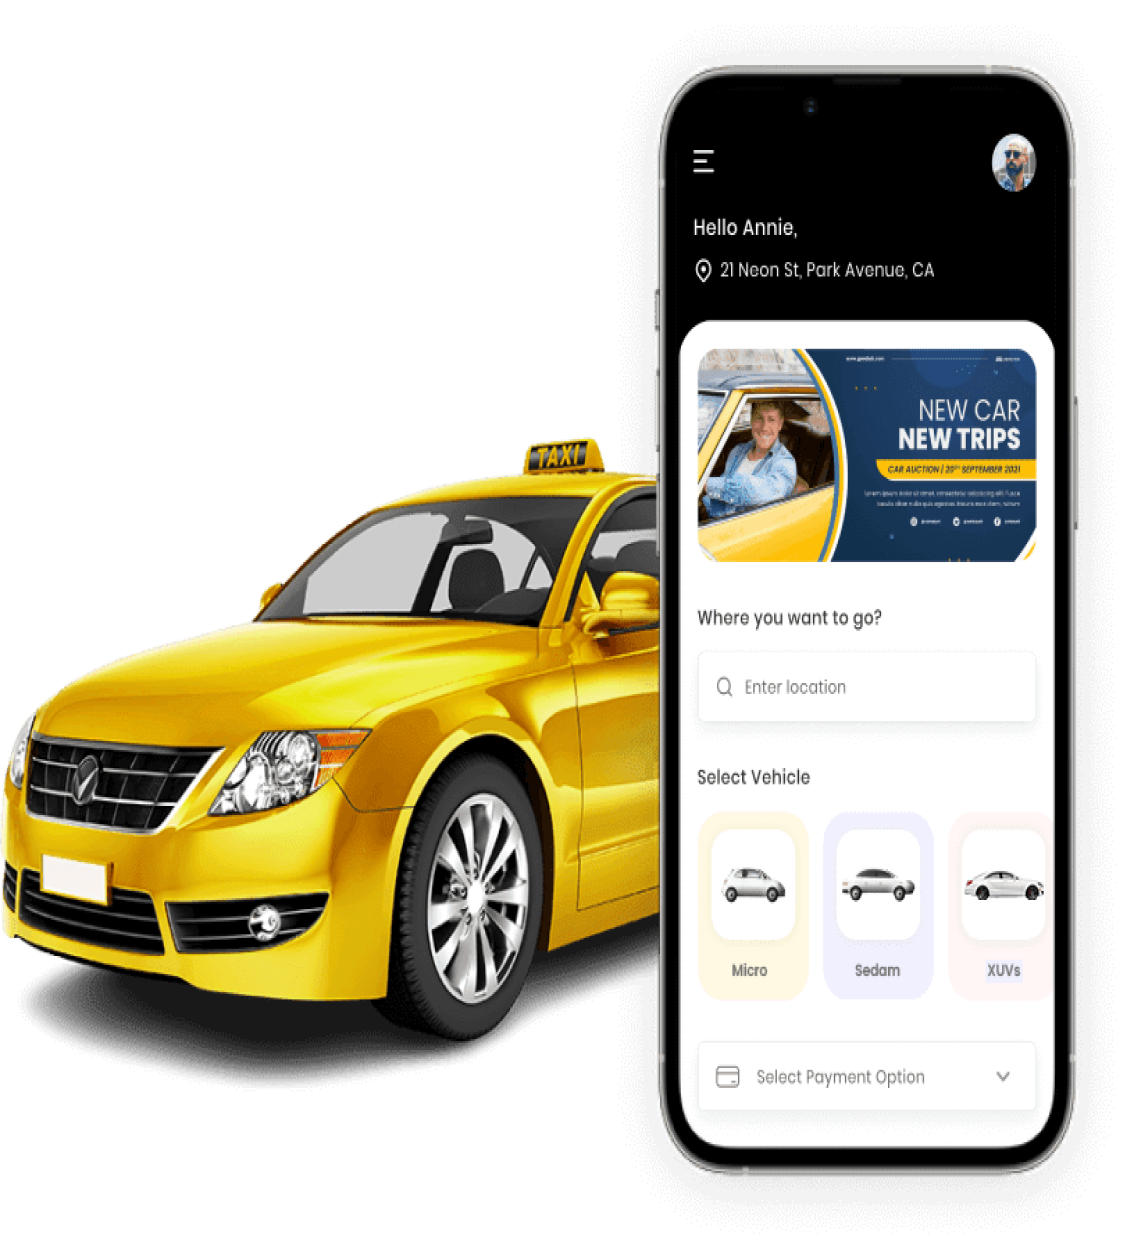 TAXI
Hello Annie,
21 Neon St, Park Avenue, CA
NEW CAR
NEW TRIPS
CAR AUCTION | 20TH SEPTEMBER 2021
Where you want to go?
Enter location
Select Vehicle
Micro
Sedam
XUVs
Select Payment Option